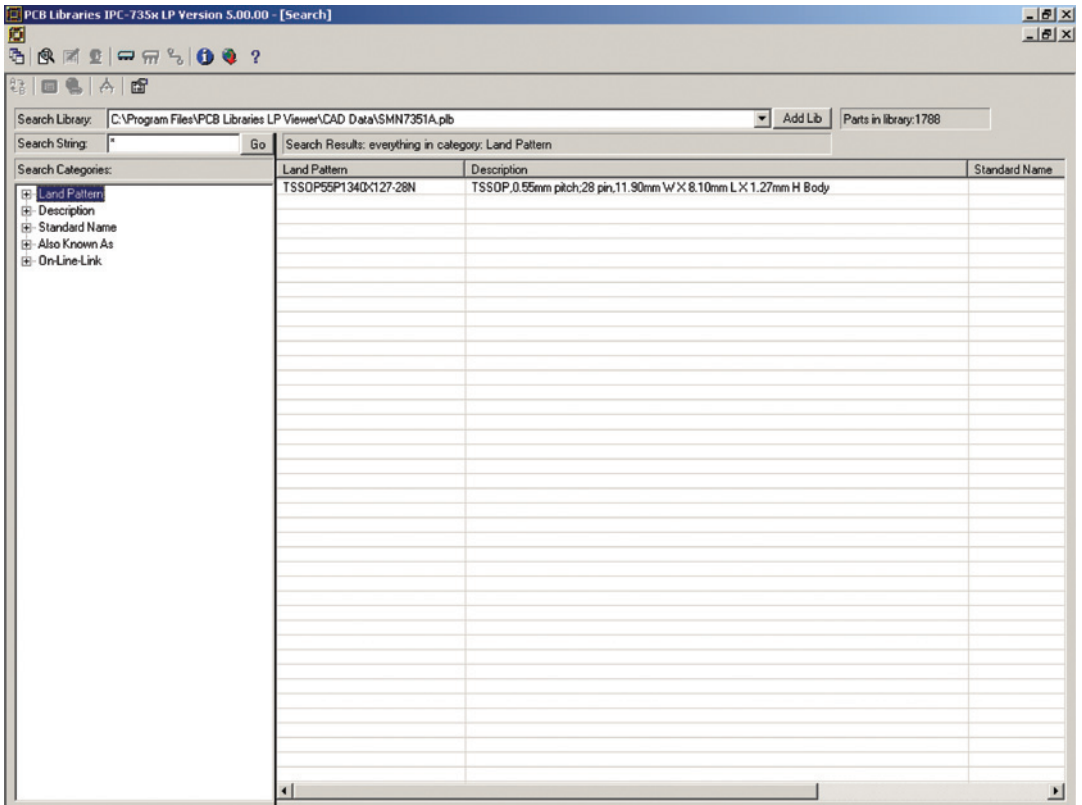 PCB Libraries IPC-735x LP Version 5.00.00 - [Search]
Search Library: C:\Program Files\PCB Libraries LP Viewer\CAD Data\SMN7351A.plb Add Lib Parts in library:1788
Search String: * Go Search Results: everything in category: Land Pattern
Search Categories: Land Pattern Description Standard Name
TSSOP55P1340X127-28N TSSOP,0.55mm pitch;28 pin,11.90mm W X 8.10mm L X 1.27mm H Body
Land Pattern
Description
Standard Name
Also Known As
On-Line-Link